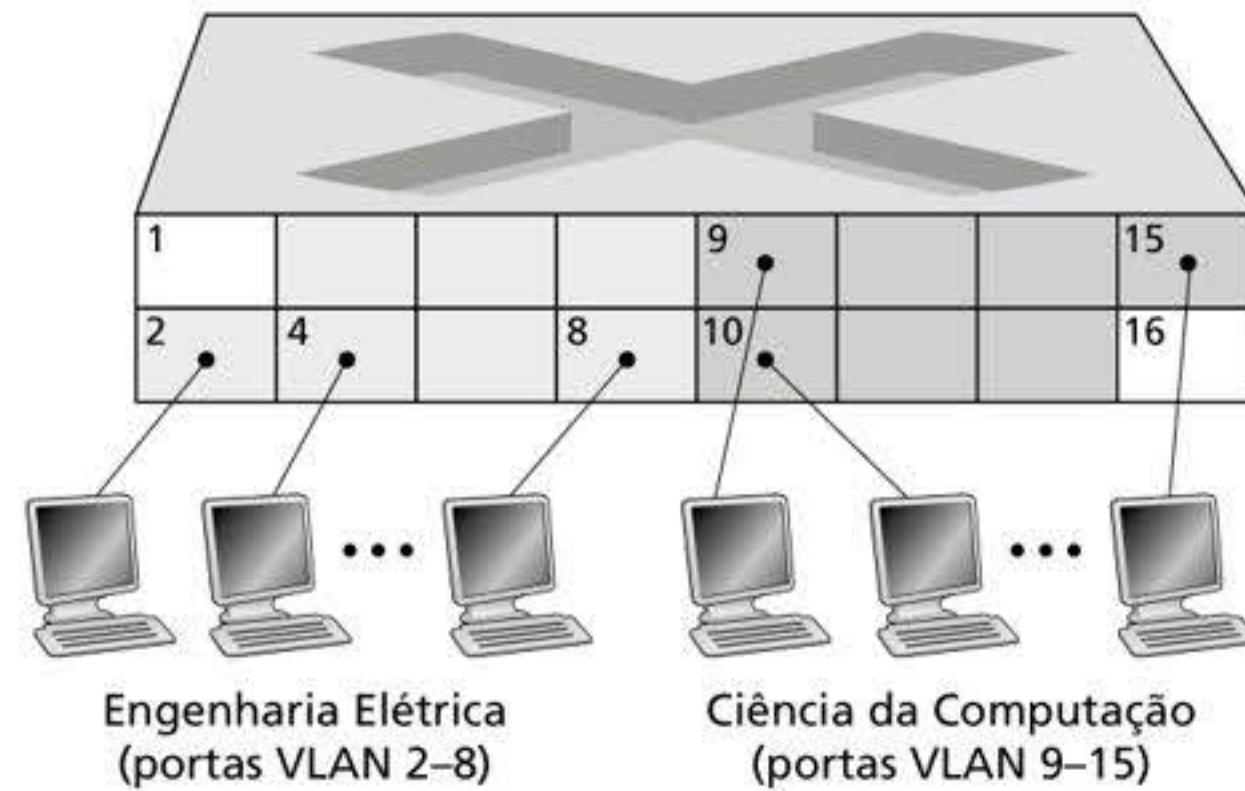 1
9
15
2
4
8
10
16
Engenharia Elétrica
(portas VLAN 2–8)
Ciência da Computação
(portas VLAN 9–15)